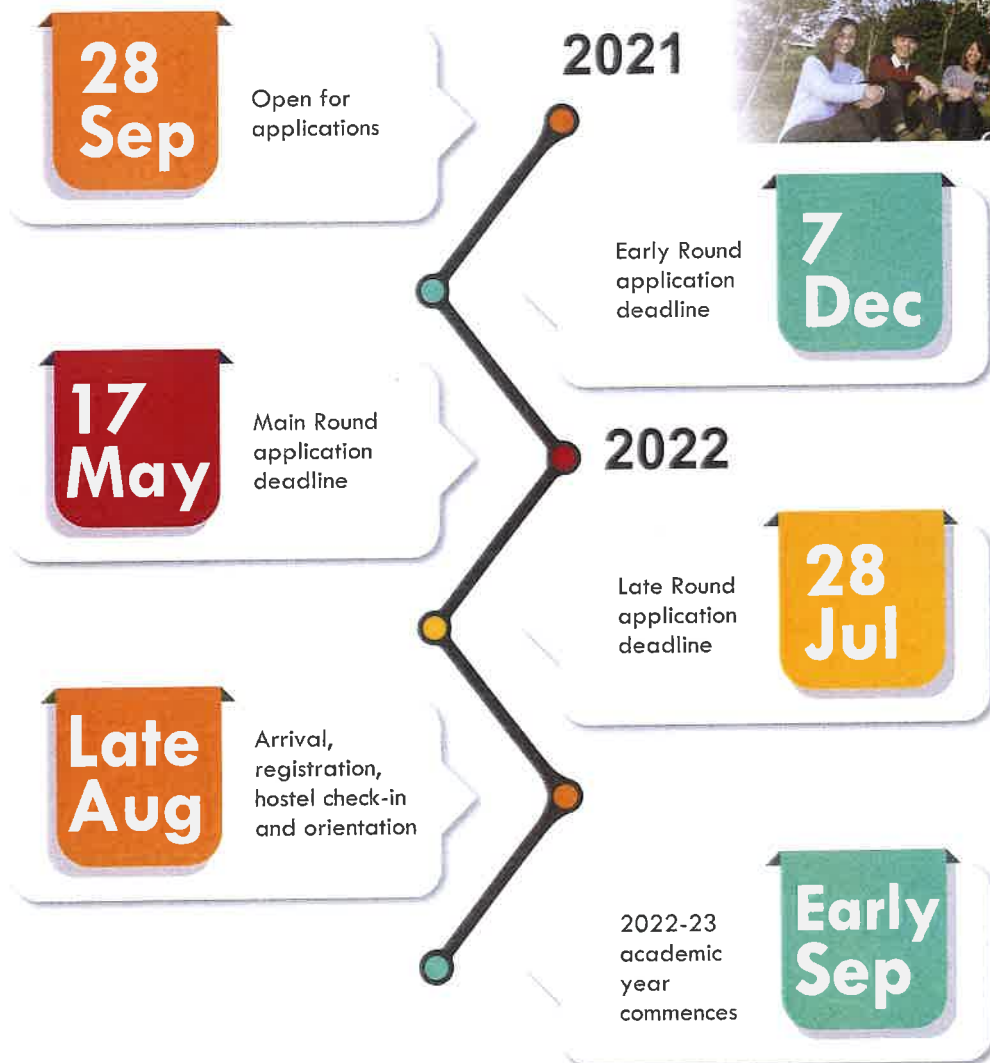 2021
28
Sep
Open for
applications
7
Dec
Early Round
application
deadline
2022
17
May
Main Round
application
deadline
28
Jul
Late Round
application
deadline
Late
Aug
Arrival,
registration,
hostel check-in
and orientation
Early
Sep
2022-23
academic
year
commences